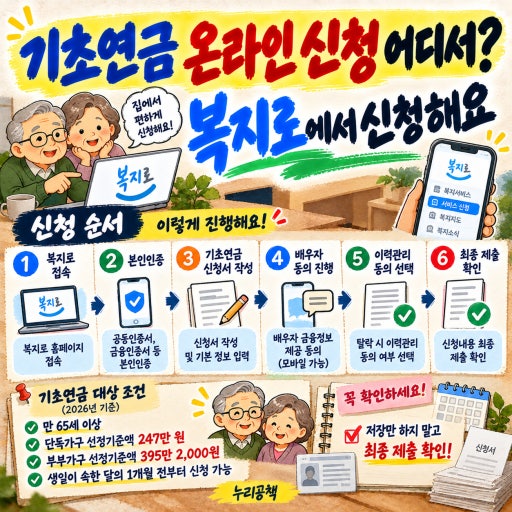 기초연금 온라인 신청 어디서?
복지로에서 신청해요
집에서
편하게
신청해요!
복지로
복지로
복지서비스
서비스 신청
복지지도
복지소식
신청 순서 이렇게 진행해요!
1 복지로
접속
복지로
복지로 홈페이지
접속
2 본인인증
공동인증서,
금융인증서 등
본인인증
3 기초연금
신청서 작성
신청서 작성
및 기본 정보 입력
4 배우자
동의 진행
배우자 금융정보
제공 동의
(모바일 가능)
5 이력관리
동의 선택
탈락 시 이력관리
동의 여부 선택
6 최종 제출
확인
신청내용 최종
제출 확인
기초연금 대상 조건
(2026년 기준)
만 65세 이상
단독가구 선정기준액 247만 원
부부가구 선정기준액 395만 2,000원
생일이 속한 달의 1개월 전부터 신청 가능
꼭 확인하세요!
저장만 하지 말고
최종 제출 확인!
신청서
누리공책